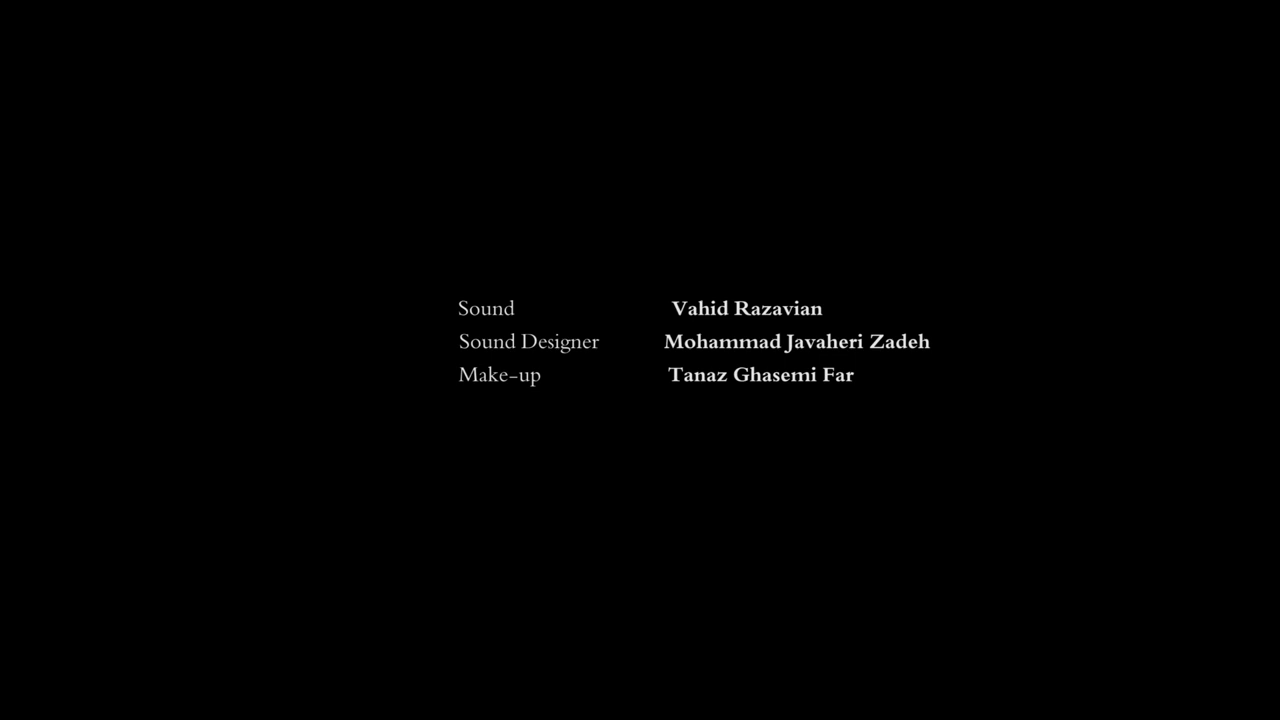 Sound Vahid Razavian
Sound Designer Mohammad Javaheri Zadeh
Make-up Tanaz Ghasemi Far